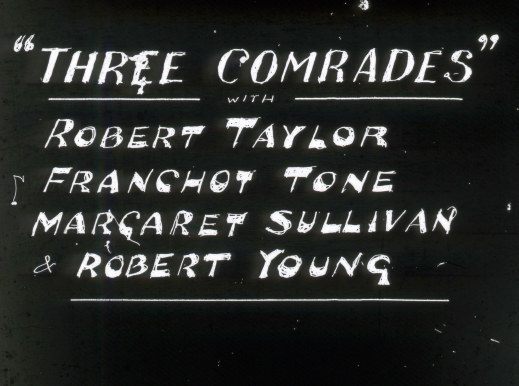 "THREE COMRADES"
WITH
ROBERT TAYLOR
FRANCHOT TONE
MARGARET SULLIVAN
& ROBERT YOUNG